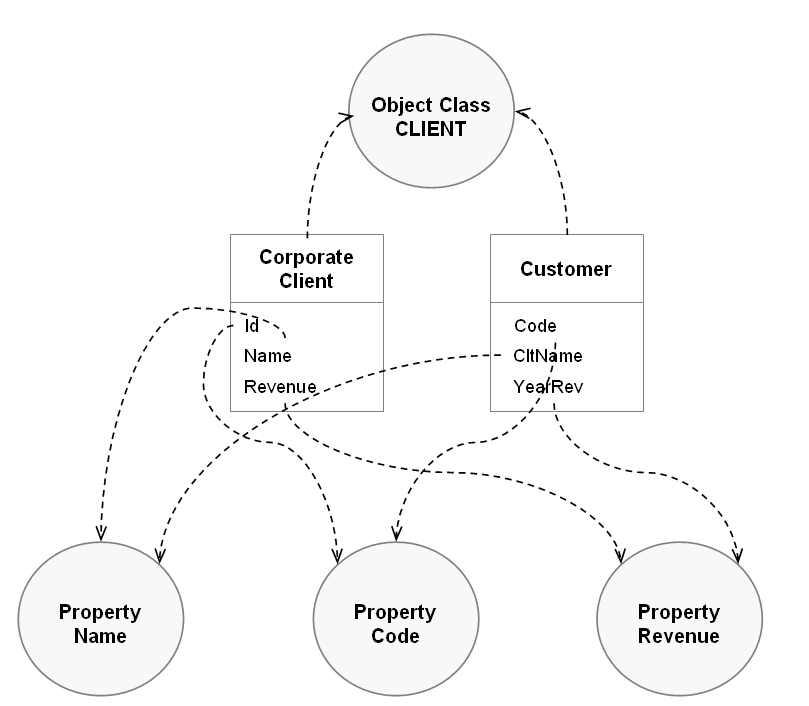 Object Class
CLIENT
Corporate
Client
Id
Name
Revenue
Customer
Code
CltName
YearRev
Property
Name
Property
Code
Property
Revenue